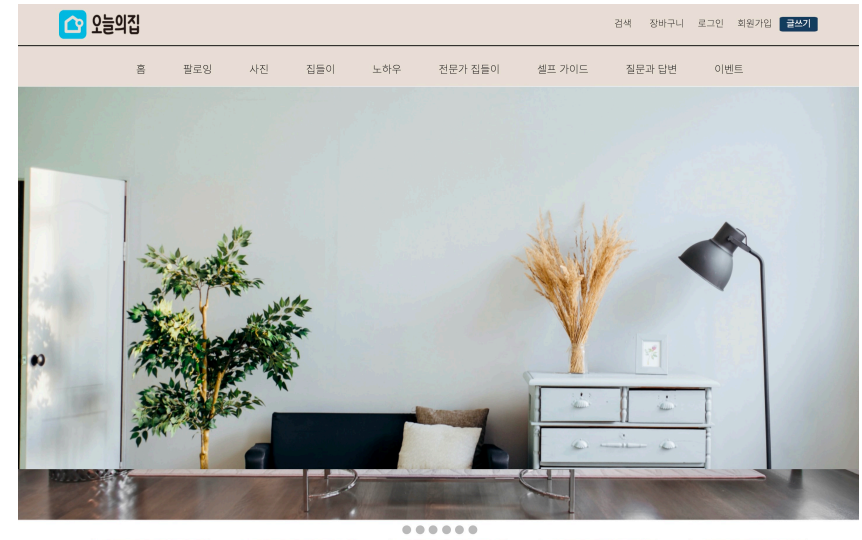 오늘의집
검색 장바구니 로그인 회원가입 글쓰기
홈 팔로잉 사진 집들이 노하우 전문가 집들이 셀프 가이드 질문과 답변 이벤트